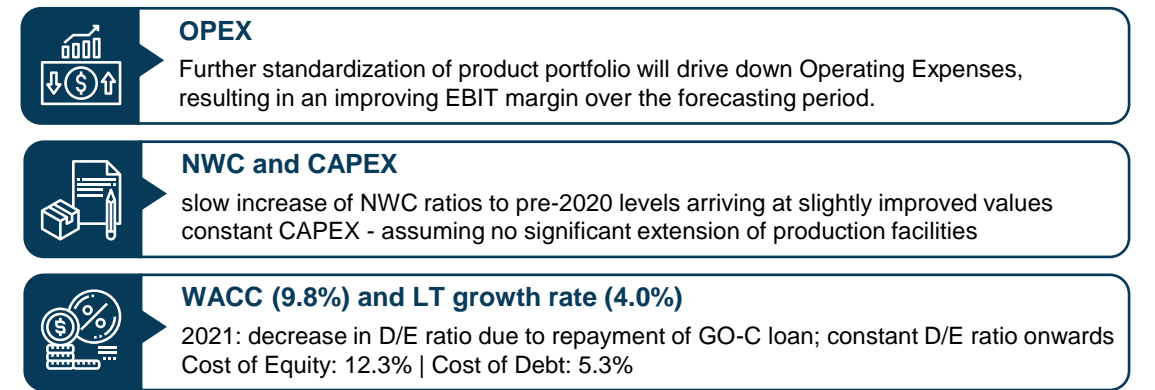 OPEX
Further standardization of product portfolio will drive down Operating Expenses,
resulting in an improving EBIT margin over the forecasting period.
NWC and CAPEX
slow increase of NWC ratios to pre-2020 levels arriving at slightly improved values
constant CAPEX - assuming no significant extension of production facilities
WACC (9.8%) and LT growth rate (4.0%)
2021: decrease in D/E ratio due to repayment of GO-C loan; constant D/E ratio onwards
Cost of Equity: 12.3% | Cost of Debt: 5.3%